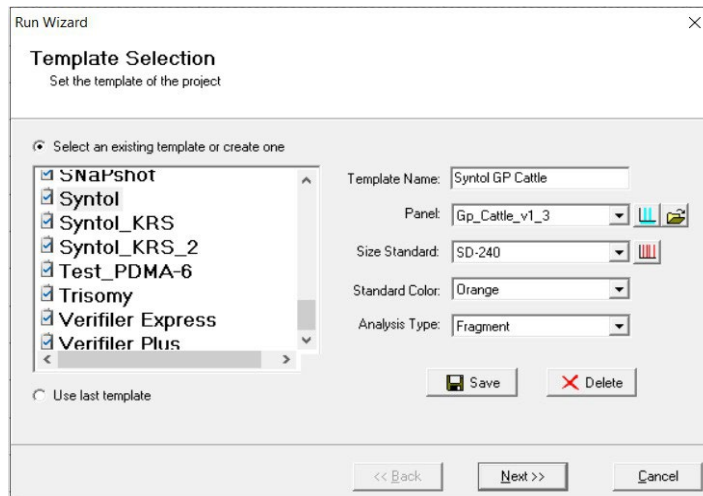 Run Wizard
Template Selection
Set the template of the project
Select an existing template or create one
SNaPshot
Syntol
Syntol_KRS
Syntol_KRS_2
Test_PDMA-6
Trisomy
Verifiler Express
Verifiler Plus
Use last template
Template Name: Syntol GP Cattle
Panel: Gp_Cattle_v1_3
Size Standard: SD-240
Standard Color: Orange
Analysis Type: Fragment
Save Delete
<< Back Next >> Cancel